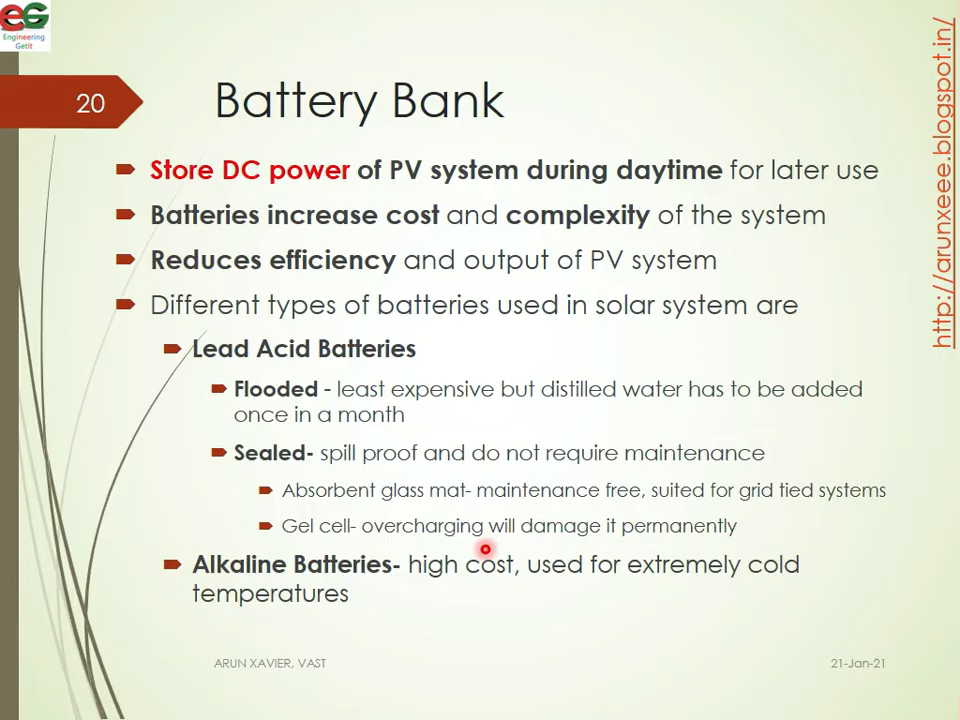 EG
Engineering
Getit
http://arunxeee.blogspot.in/
20
Battery Bank
Store DC power of PV system during daytime for later use
Batteries increase cost and complexity of the system
Reduces efficiency and output of PV system
Different types of batteries used in solar system are
Lead Acid Batteries
Flooded - least expensive but distilled water has to be added
once in a month
Sealed- spill proof and do not require maintenance
Absorbent glass mat- maintenance free, suited for grid tied systems
Gel cell- overcharging will damage it permanently
Alkaline Batteries- high cost, used for extremely cold
temperatures
ARUN XAVIER, VAST
21-Jan-21